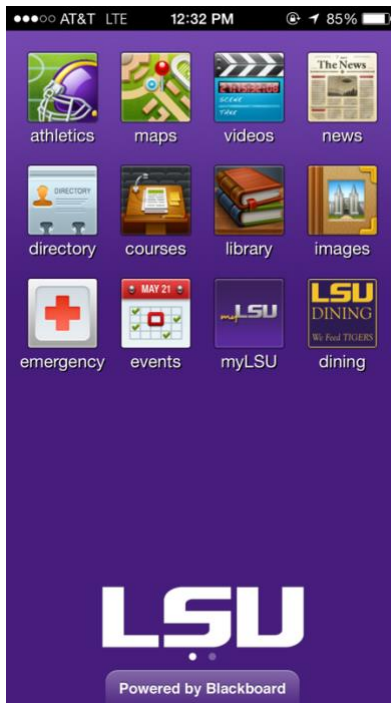 AT&T LTE 12:32 PM 85%
The News
athletics maps videos news
DIRECTORY
directory courses library images
MAY 21
myLSU
LSU
DINING
We Feed TIGERS
emergency events myLSU dining
LSU
Powered by Blackboard